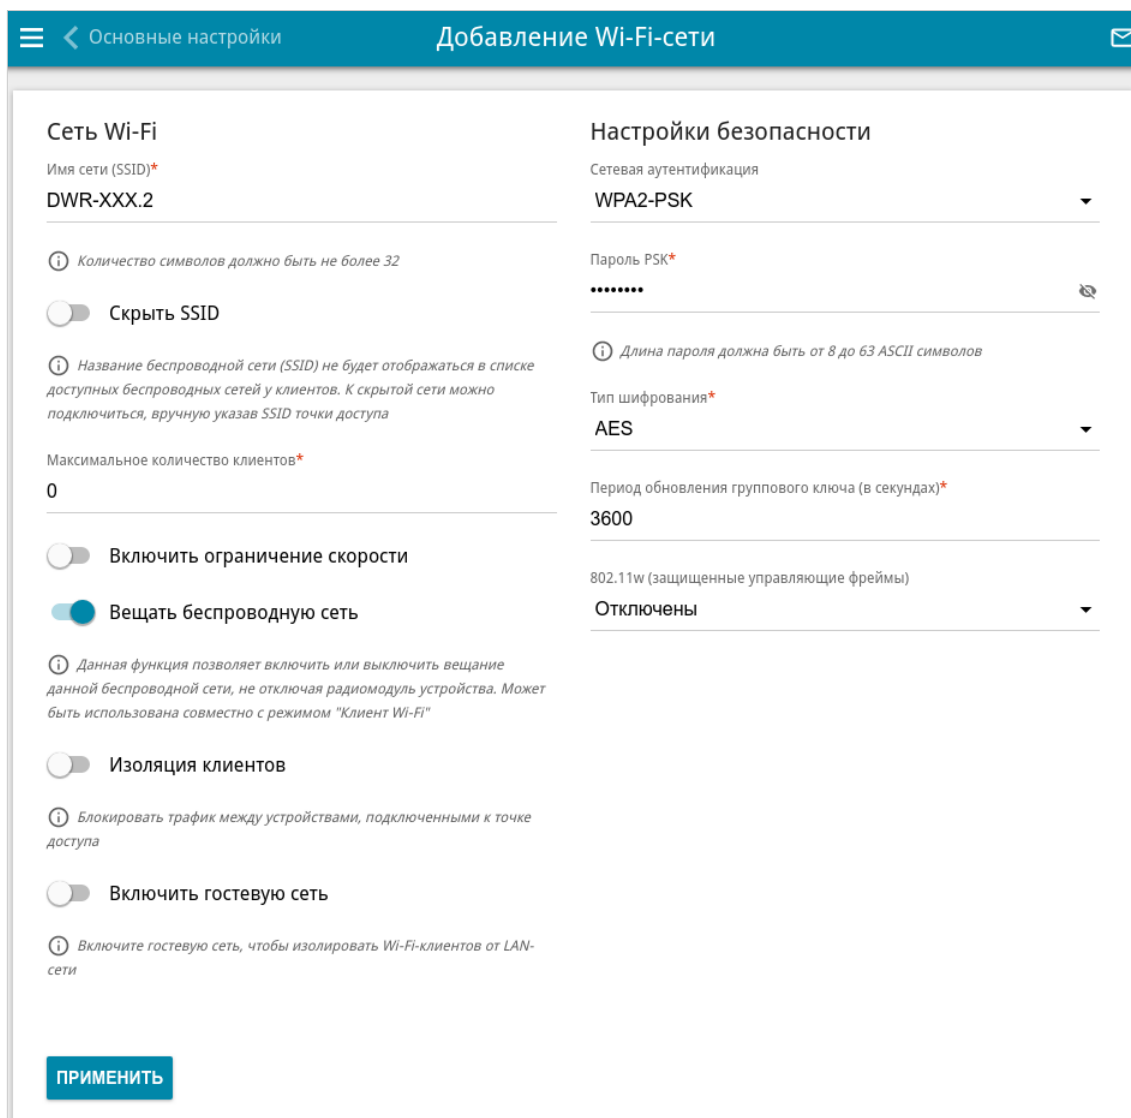 Основные настройки
Добавление Wi-Fi-сети
Сеть Wi-Fi
Имя сети (SSID)*
DWR-XXX.2
Количество символов должно быть не более 32
Скрыть SSID
Название беспроводной сети (SSID) не будет отображаться в списке
доступных беспроводных сетей у клиентов. К скрытой сети можно
подключиться, вручную указав SSID точки доступа
Максимальное количество клиентов*
0
Включить ограничение скорости
Вещать беспроводную сеть
Данная функция позволяет включить или выключить вещание
данной беспроводной сети, не отключая радиомодуль устройства. Может
быть использована совместно с режимом "Клиент Wi-Fi"
Изоляция клиентов
Блокировать трафик между устройствами, подключенными к точке
доступа
Включить гостевую сеть
Включите гостевую сеть, чтобы изолировать Wi-Fi-клиентов от LAN-
сети
ПРИМЕНИТЬ
Настройки безопасности
Сетевая аутентификация
WPA2-PSK
Пароль PSK*
••••••••
Длина пароля должна быть от 8 до 63 ASCII символов
Тип шифрования*
AES
Период обновления группового ключа (в секундах)*
3600
802.11w (защищенные управляющие фреймы)
Отключены